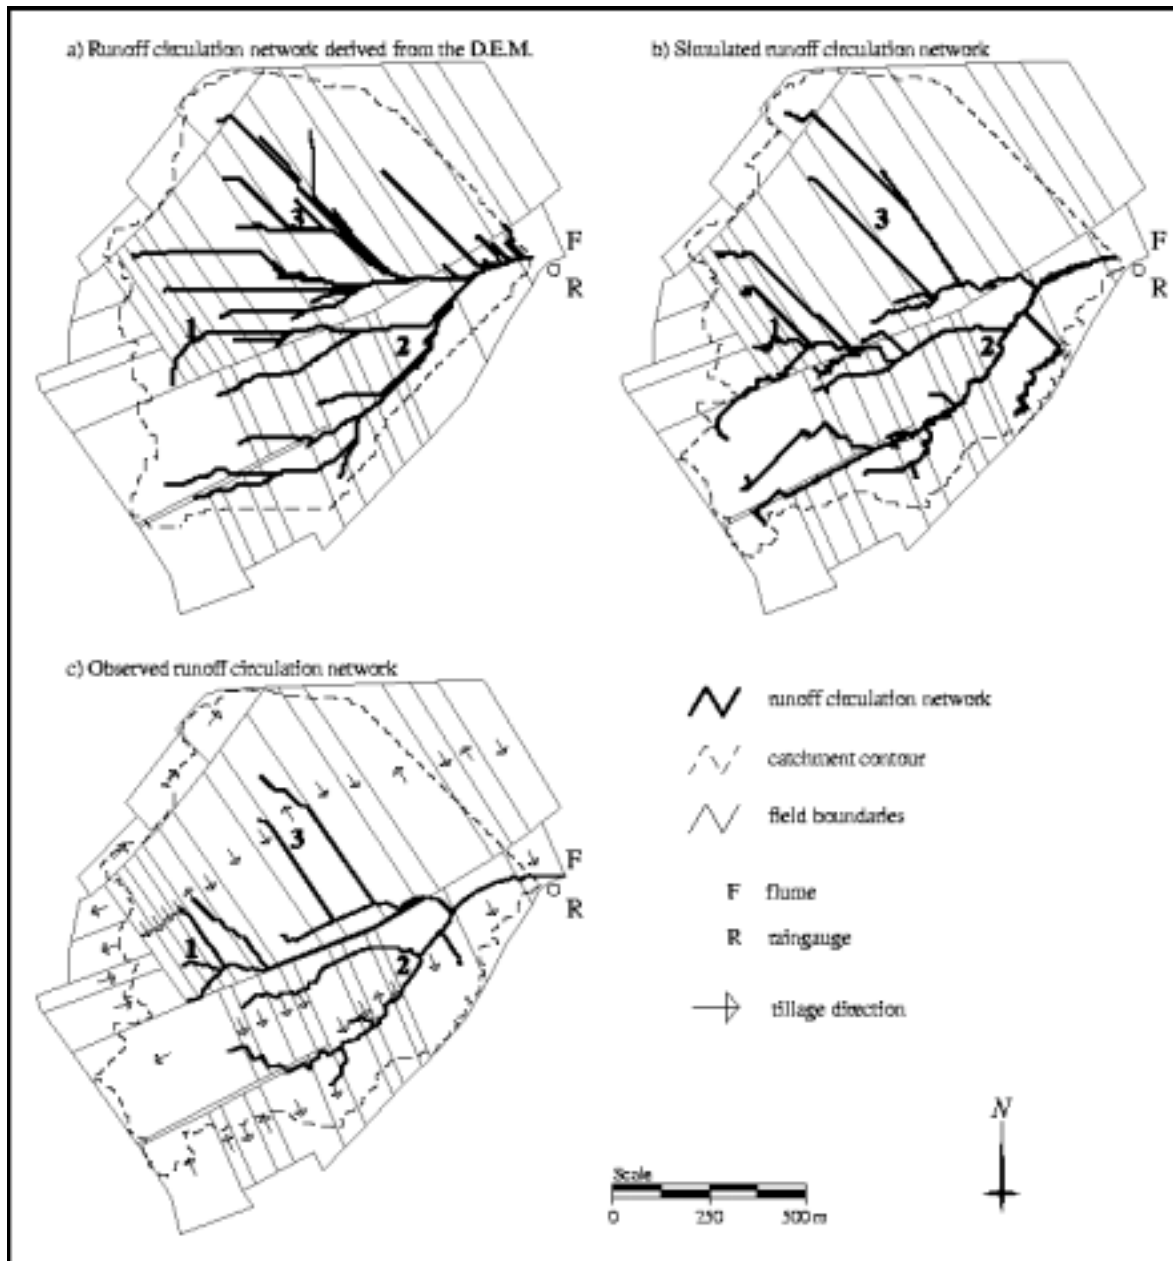 a) Runoff circulation network derived from the D.E.M.
b) Simulated runoff circulation network
3
1
2
F
R
3
1
2
F
R
c) Observed runoff circulation network
3
1
2
F
R
runoff circulation network
catchment contour
field boundaries
F flume
R raingauge
tillage direction
N
Scale
0 250 500 m